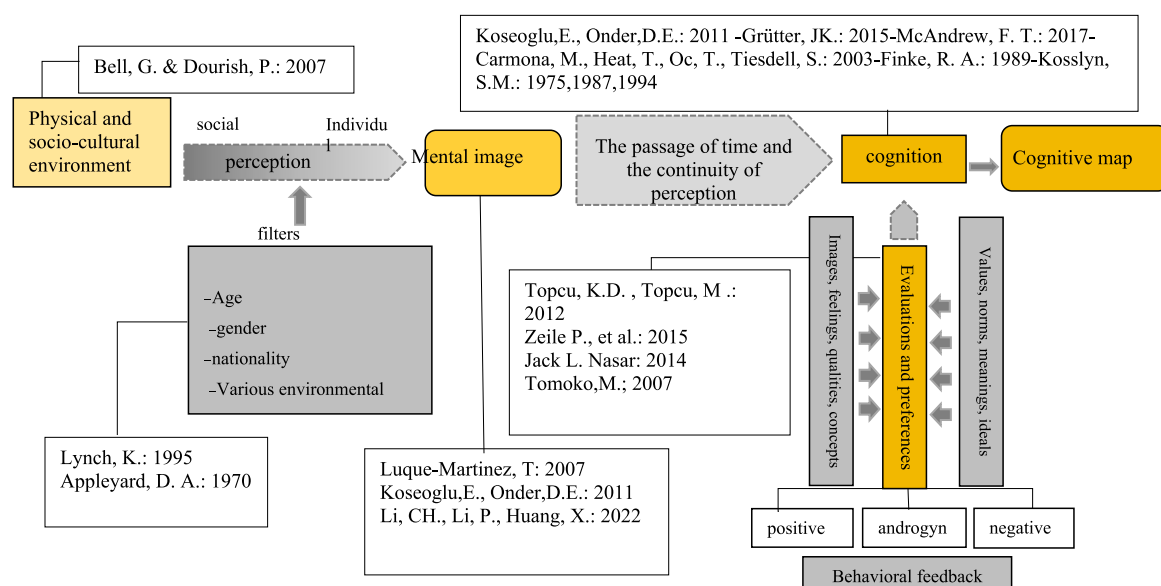 Koseoglu,E., Onder,D.E.: 2011 -Grütter, JK.: 2015-McAndrew, F. T.: 2017-
Carmona, M., Heat, T., Oc, T., Tiesdell, S.: 2003-Finke, R. A.: 1989-Kosslyn,
S.M.: 1975,1987,1994
Bell, G. & Dourish, P.: 2007
Physical and
socio-cultural
environment
social
Individu
l
perception
Mental image
The passage of time and
the continuity of
perception
cognition
Cognitive map
filters
-Age
-gender
-nationality
-Various environmental
Topcu, K.D. , Topcu, M .:
2012
Zeile P., et al.: 2015
Jack L. Nasar: 2014
Tomoko,M.; 2007
Images, feelings, qualities, concepts
Evaluations and preferences
Values, norms, meanings, ideals
Lynch, K.: 1995
Appleyard, D. A.: 1970
Luque-Martinez, T: 2007
Koseoglu,E., Onder,D.E.: 2011
Li, CH., Li, P., Huang, X.: 2022
positive
androgyn
negative
Behavioral feedback